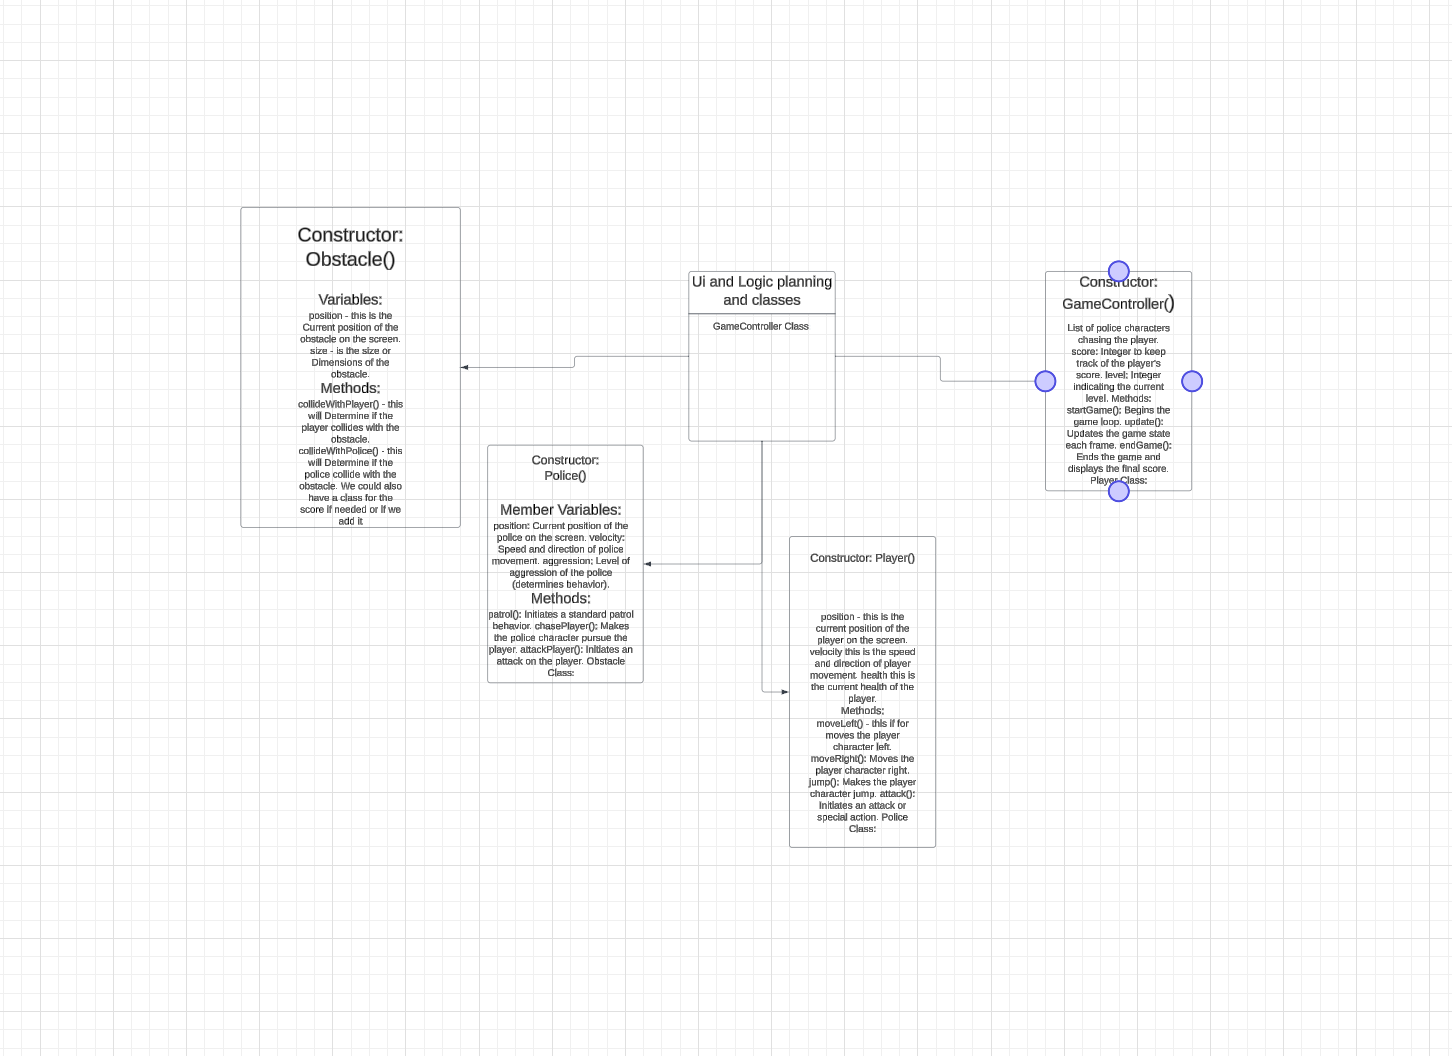 Constructor:
Obstacle()
Variables:
position - this is the
Current position of the
obstacle on the screen.
size - is the size or
Dimensions of the
obstacle.
Methods:
collideWithPlayer() - this
will Determine if the
player collides with the
obstacle.
collideWithPolice() - this
will Determine if the
police collide with the
obstacle. We could also
have a class for the
score if needed or if we
add it
Ui and Logic planning
and classes
GameController Class
Constructor:
GameController()
List of police characters
chasing the player.
score: Integer to keep
track of the player's
score. level: Integer
indicating the current
level. Methods:
startGame(): Begins the
game loop. update():
Updates the game state
each frame. endGame():
Ends the game and
displays the final score.
Player Class:
Constructor:
Police()
Member Variables:
position: Current position of the
police on the screen. velocity:
Speed and direction of police
movement. aggression: Level of
aggression of the police
(determines behavior).
Methods:
patrol(): Initiates a standard patrol
behavior. chasePlayer(): Makes
the police character pursue the
player. attackPlayer(): Initiates an
attack on the player. Obstacle
Class:
Constructor: Player()
position - this is the
current position of the
player on the screen.
velocity this is the speed
and direction of player
movement. health this is
the current health of the
player.
Methods:
moveLeft() - this if for
moves the player
character left.
moveRight(): Moves the
player character right.
jump(): Makes the player
character jump. attack():
Initiates an attack or
special action. Police
Class: